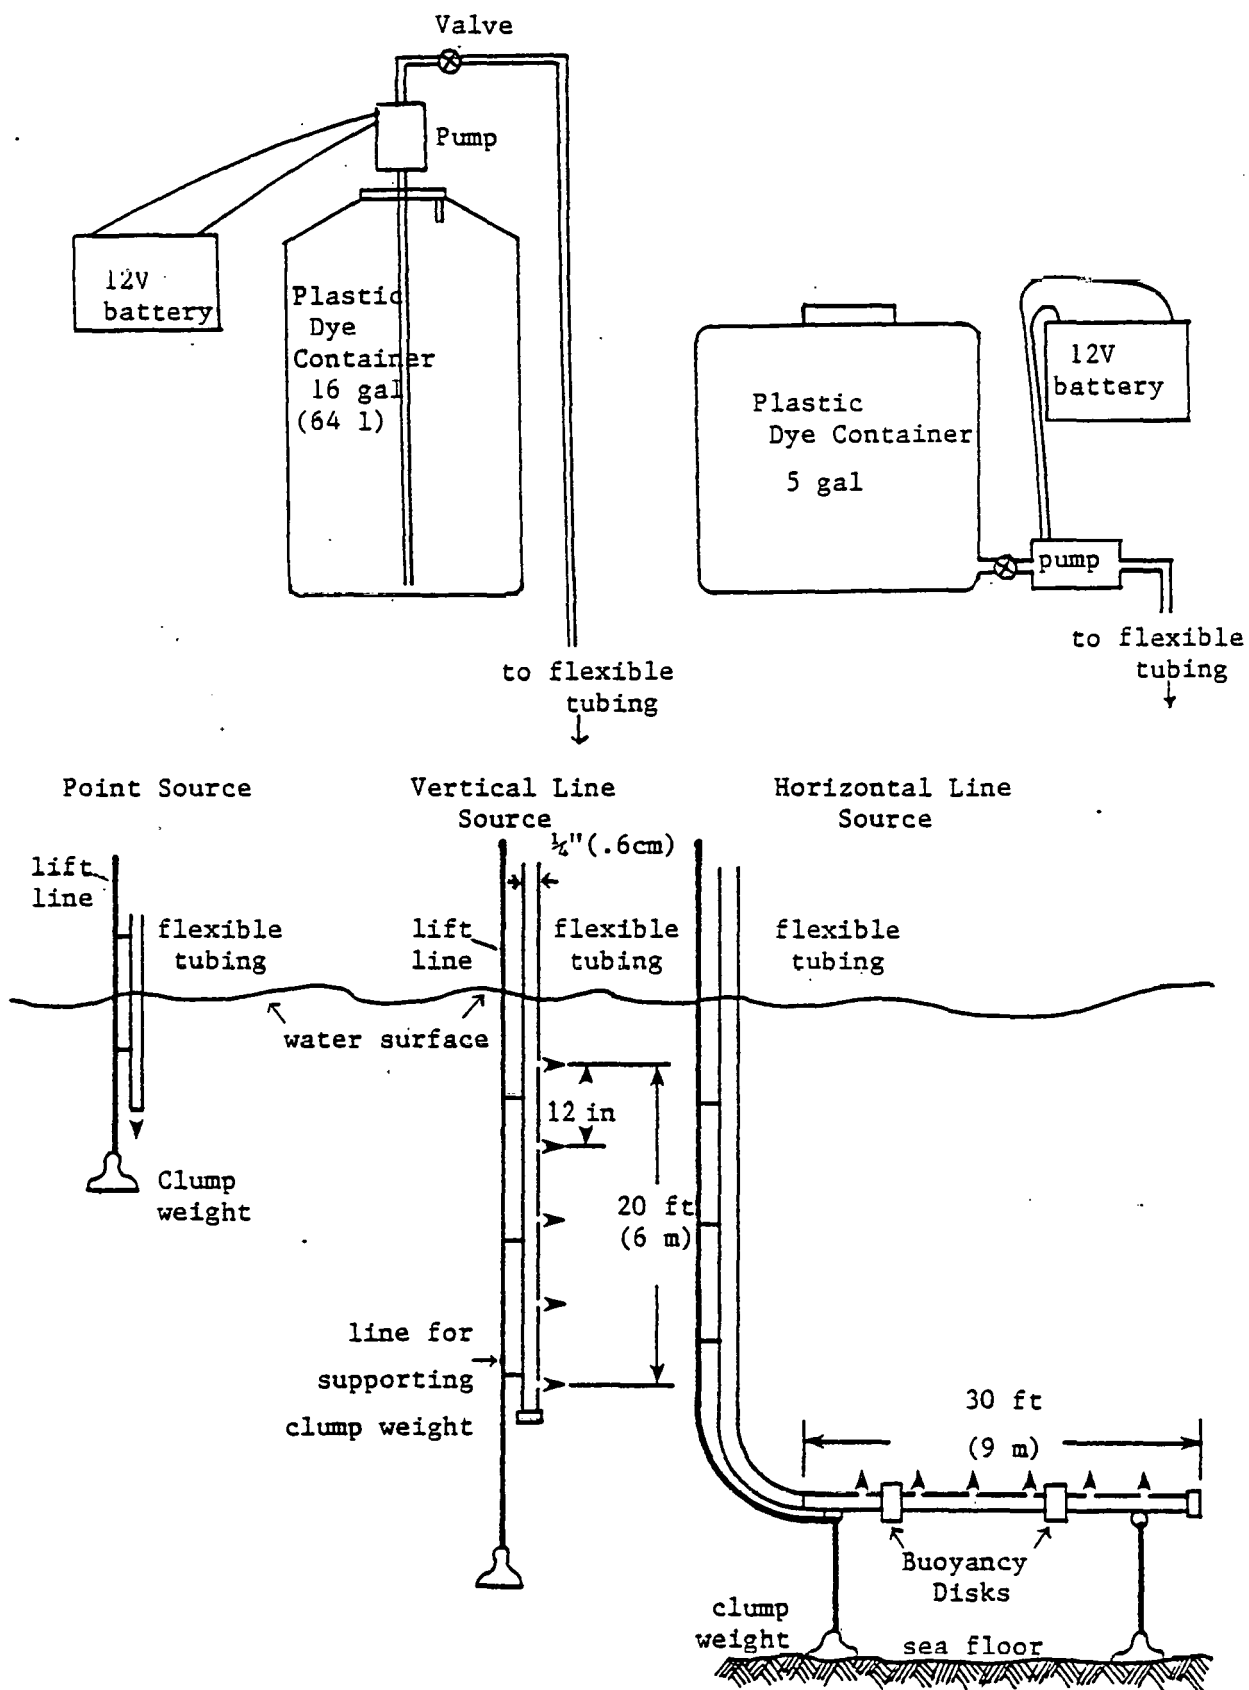 Valve
Pump
12V
battery
Plastic
Dye
Container
16 gal
(64 l)
to flexible
tubing
Plastic
Dye Container
5 gal
12V
battery
pump
to flexible
tubing
Point Source
lift
line
flexible
tubing
water surface
Clump
weight
Vertical Line
Source
¼"(.6cm)
lift
line
flexible
tubing
12 in
20 ft
(6 m)
line for
supporting
clump weight
Horizontal Line
Source
flexible
tubing
30 ft
(9 m)
Buoyancy
Disks
clump
weight
sea floor